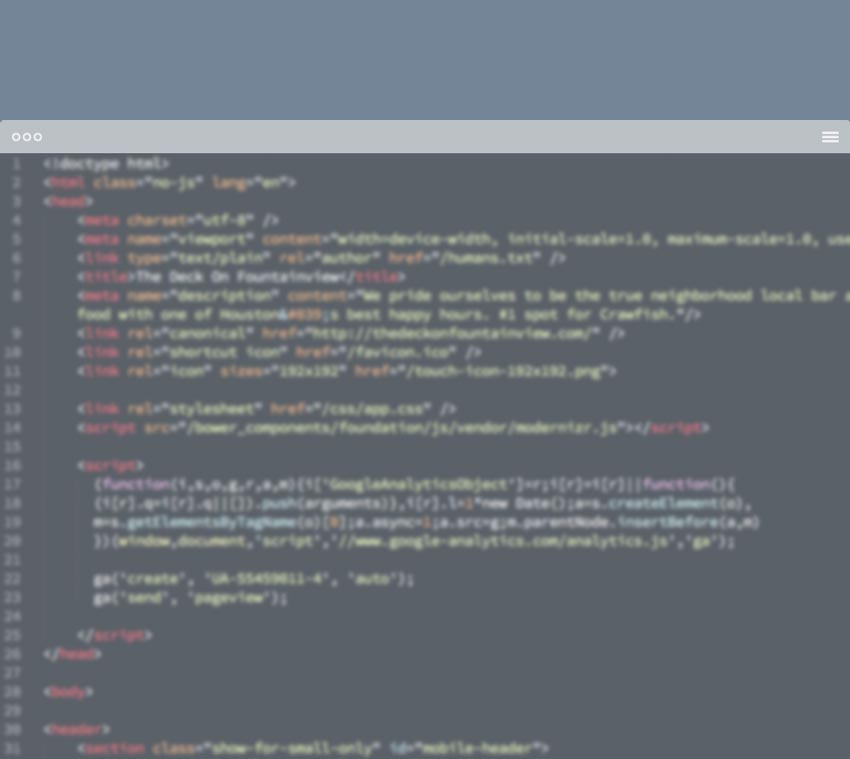 1 <!doctype html>
2 <html class="no-js" lang="en">
3 <head>
4 <meta charset="utf-8" />
5 <meta name="viewport" content="width=device-width, initial-scale=1.0, maximum-scale=1.0, use
6 <link type="text/plain" rel="author" href="/humans.txt" />
7 <title>The Deck On Fountainview</title>
8 <meta name="description" content="We pride ourselves to be the true neighborhood local bar a
food with one of Houston&#039;s best happy hours. #1 spot for Crawfish."/>
9 <link rel="canonical" href="http://thedeckonfountainview.com/" />
10 <link rel="shortcut icon" href="/favicon.ico" />
11 <link rel="icon" sizes="192x192" href="/touch-icon-192x192.png">
12
13 <link rel="stylesheet" href="/css/app.css" />
14 <script src="/bower_components/foundation/js/vendor/modernizr.js"></script>
15
16 <script>
17 (function(i,s,o,g,r,a,m){i['GoogleAnalyticsObject']=r;i[r]=i[r]||function(){
18 (i[r].q=i[r].q||[]).push(arguments)},i[r].l=1*new Date();a=s.createElement(o),
19 m=s.getElementsByTagName(o)[0];a.async=1;a.src=g;m.parentNode.insertBefore(a,m)
20 })(window,document,'script','//www.google-analytics.com/analytics.js','ga');
21
22 ga('create', 'auto');
23 ga('send', 'pageview');
24
25 </script>
26 </head>
27
28 <body>
29
30 <header>
31 <section class="show-for-small-only" id="mobile-header">